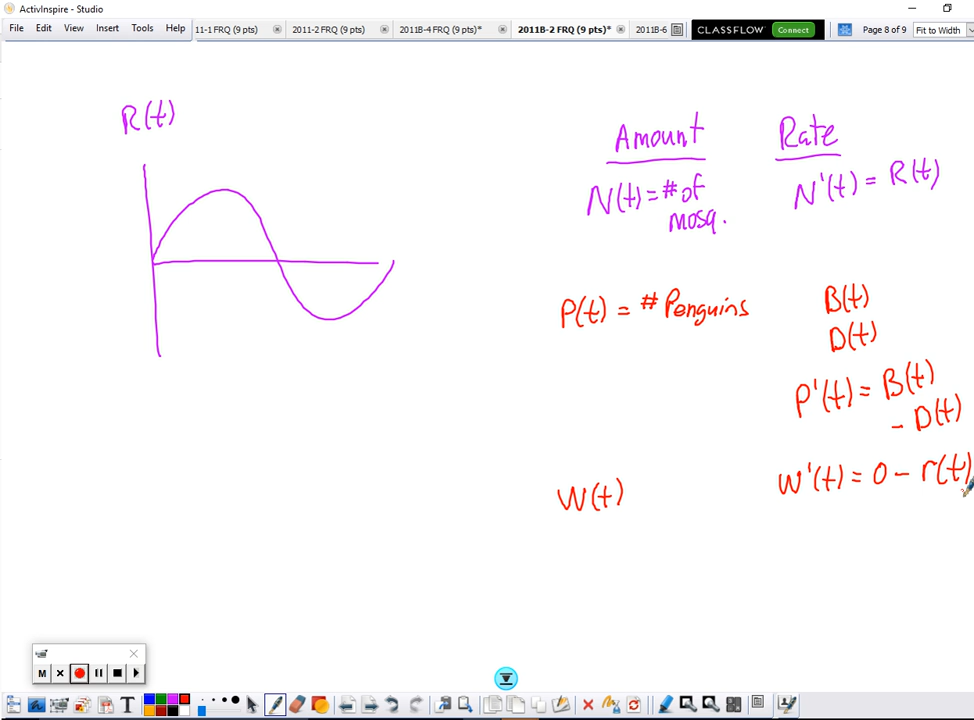 ActivInspire - Studio
File Edit View Insert Tools Help 11-1 FRQ (9 pts) 2011-2 FRQ (9 pts) 2011B-4 FRQ (9 pts)* 2011B-2 FRQ (9 pts)* 2011B-6 CLASSFLOW Connect Page 8 of 9 Fit to Width
R(t)
Amount Rate
N(t) = # of mosq.
N'(t) = R(t)
P(t) = # Penguins
B(t)
D(t)
P'(t) = B(t)
- D(t)
W(t)
W'(t) = 0 - r(t)
M
T